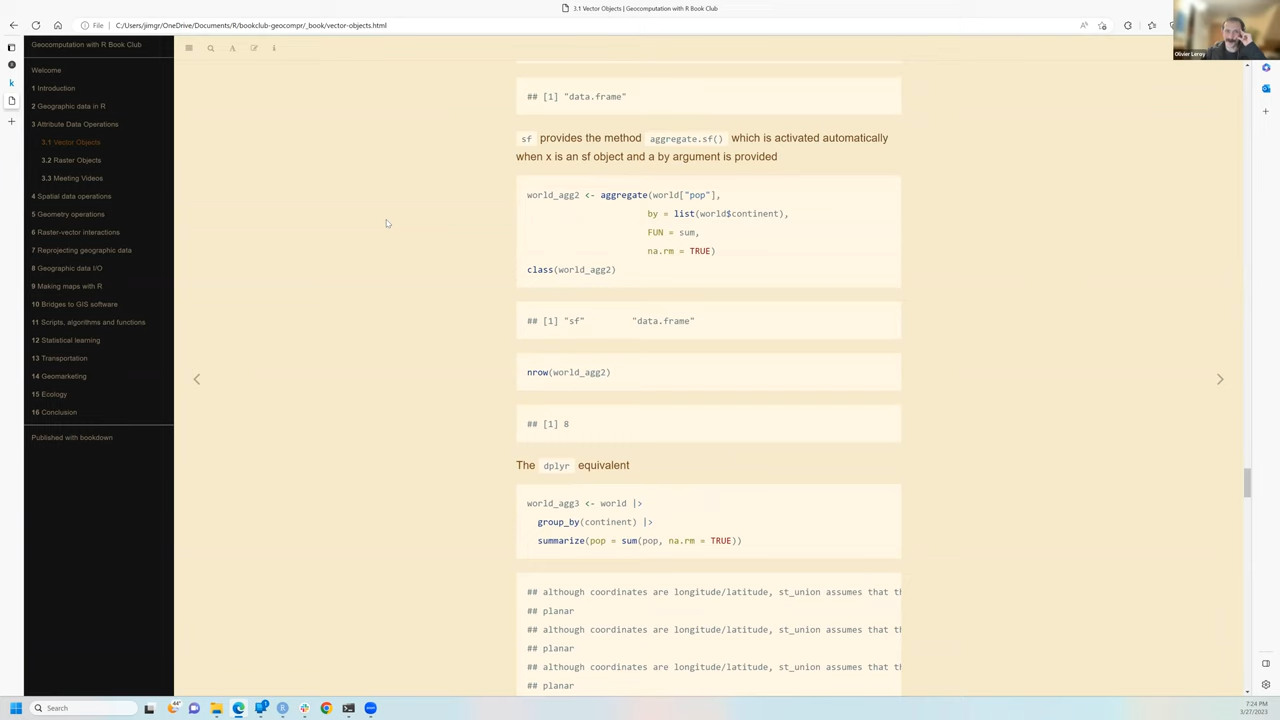 3.1 Vector Objects | Geocomputation with R Book Club
File
C:/Users/jimgr/OneDrive/Documents/R/bookclub-geocompr/_book/vector-objects.html
Olivier Leroy
Geocomputation with R Book Club
Welcome
1 Introduction
2 Geographic data in R
3 Attribute Data Operations
3.1 Vector Objects
3.2 Raster Objects
3.3 Meeting Videos
4 Spatial data operations
5 Geometry operations
6 Raster-vector interactions
7 Reprojecting geographic data
8 Geographic data I/O
9 Making maps with R
10 Bridges to GIS software
11 Scripts, algorithms and functions
12 Statistical learning
13 Transportation
14 Geomarketing
15 Ecology
16 Conclusion
Published with bookdown
## [1] "data.frame"
sf provides the method aggregate.sf() which is activated automatically
when x is an sf object and a by argument is provided
world_agg2 <- aggregate(world["pop"],
by = list(world$continent),
FUN = sum,
na.rm = TRUE)
class(world_agg2)
## [1] "sf" "data.frame"
nrow(world_agg2)
## [1] 8
The dplyr equivalent
world_agg3 <- world |>
group_by(continent) |>
summarize(pop = sum(pop, na.rm = TRUE))
## although coordinates are longitude/latitude, st_union assumes that th
## planar
## although coordinates are longitude/latitude, st_union assumes that th
## planar
## although coordinates are longitude/latitude, st_union assumes that th
## planar
Search
44°
7:24 PM
3/27/2023